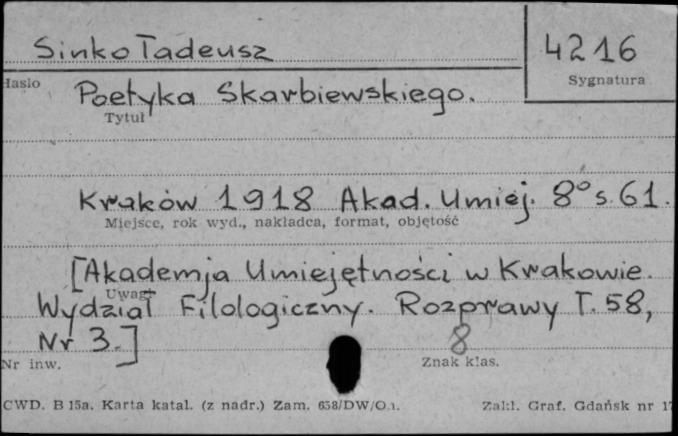 Sinko Tadeusz
4216
Hasło
Sygnatura
Poetyka Skarbiewskiego.
Tytuł
Kraków 1918 Akad. Umiej. 8° s. 61.
Miejsce, rok wyd., nakładca, format, objętość
[Akademja Umiejętności w Krakowie.
Uwagi
Wydział Filologiczny. Rozprawy T. 58,
Nr 3.]
8
Nr inw.
Znak klas.
CWD. B 15a. Karta katal. (z nadr.) Zam. 658/DW/O.
Zakł. Graf. Gdańsk nr 17